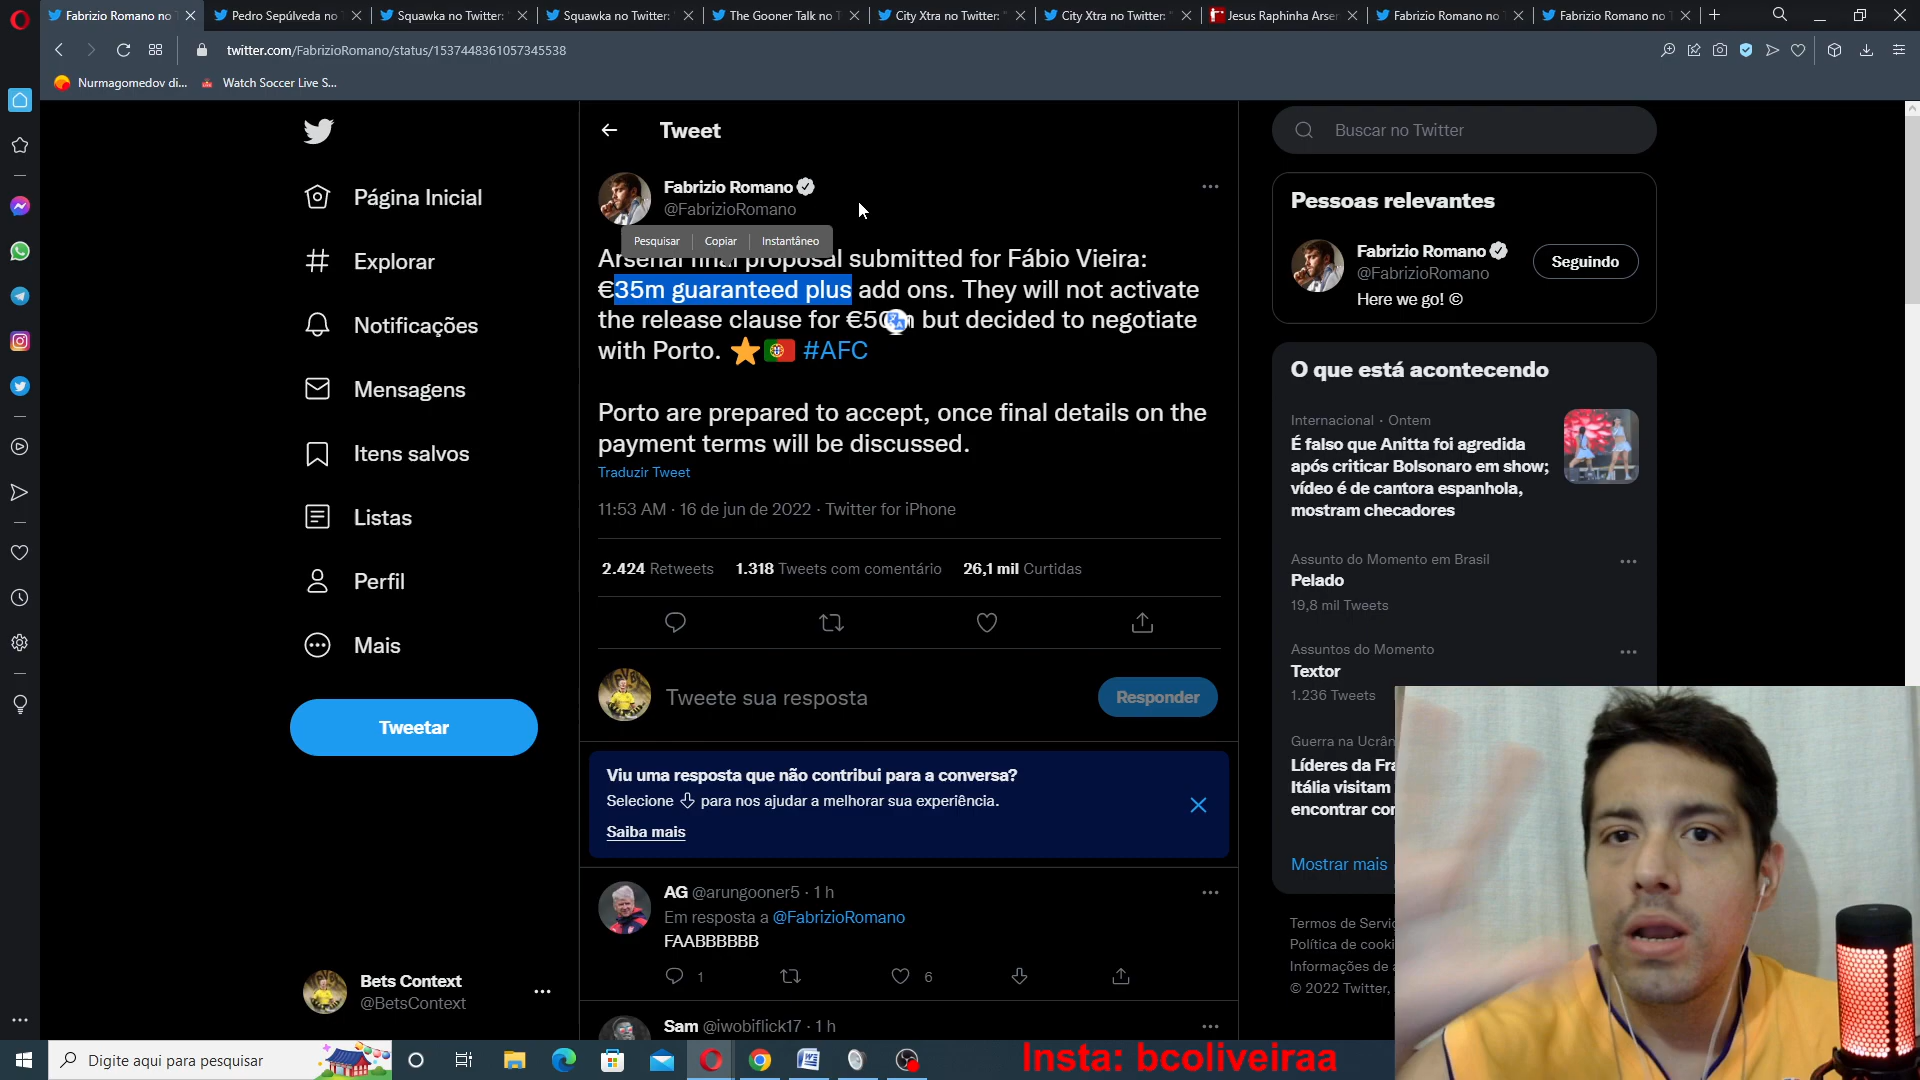 Fabrizio Romano no T
Pedro Sepúlveda no
Squawka no Twitter:
Squawka no Twitter:
The Gooner Talk no T
City Xtra no Twitter: "
City Xtra no Twitter: "
Jesus Raphinha Arser
Fabrizio Romano no T
Fabrizio Romano no T
twitter.com/FabrizioRomano/status/1537448361057345538
Nurmagomedov di...
Watch Soccer Live S...
Página Inicial
Explorar
Notificações
Mensagens
Itens salvos
Listas
Perfil
Mais
Tweetar
Bets Context
@BetsContext
Tweet
Fabrizio Romano
@FabrizioRomano
Pesquisar
Copiar
Instantâneo
Arsenal final proposal submitted for Fábio Vieira:
€35m guaranteed plus add ons. They will not activate
the release clause for €50m but decided to negotiate
with Porto. #AFC
Porto are prepared to accept, once final details on the
payment terms will be discussed.
Traduzir Tweet
11:53 AM · 16 de jun de 2022 · Twitter for iPhone
2.424 Retweets 1.318 Tweets com comentário 26,1 mil Curtidas
Tweete sua resposta
Responder
Viu uma resposta que não contribui para a conversa?
Selecione para nos ajudar a melhorar sua experiência.
Saiba mais
AG @arungooner5 · 1 h
Em resposta a @FabrizioRomano
FAABBBBBB
1
6
Sam @iwobiflick17 · 1 h
Buscar no Twitter
Pessoas relevantes
Fabrizio Romano
@FabrizioRomano
Here we go! ©
Seguindo
O que está acontecendo
Internacional · Ontem
É falso que Anitta foi agredida
após criticar Bolsonaro em show;
vídeo é de cantora espanhola,
mostram checadores
Assunto do Momento em Brasil
Pelado
19,8 mil Tweets
Assuntos do Momento
Textor
1.236 Tweets
Guerra na Ucrân
Líderes da Fra
Itália visitam
encontrar con
Mostrar mais
Termos de Serviç
Política de cooki
Informações de a
© 2022 Twitter,
Digite aqui para pesquisar
Insta: bcoliveiraa